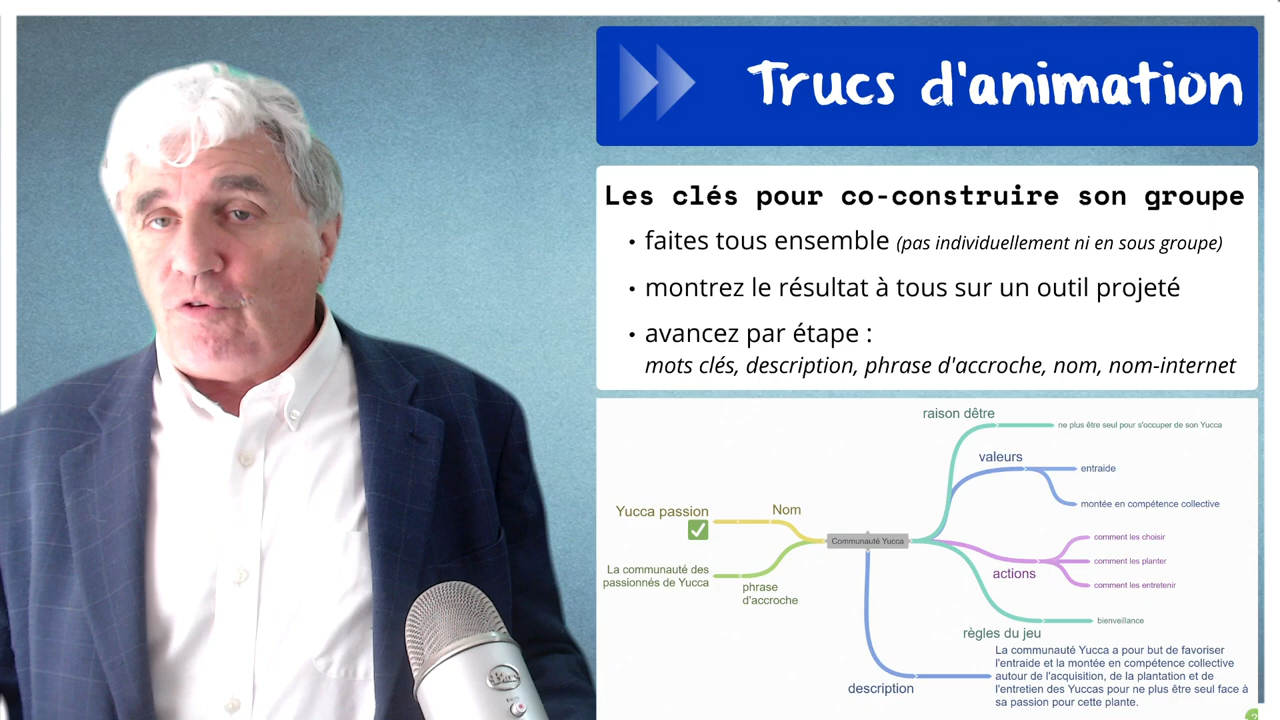 Trucs d'animation
Les clés pour co-construire son groupe
• faites tous ensemble (pas individuellement ni en sous groupe)
• montrez le résultat à tous sur un outil projeté
• avancez par étape :
mots clés, description, phrase d'accroche, nom, nom-internet
raison dêtre
ne plus être seul pour s'occuper de son Yucca
valeurs
entraide
montée en compétence collective
Yucca passion
Nom
Communauté Yucca
comment les choisir
comment les planter
comment les entretenir
actions
La communauté des
passionnés de Yucca
phrase
d'accroche
bienveillance
règles du jeu
description
La communauté Yucca a pour but de favoriser
l'entraide et la montée en compétence collective
autour de l'acquisition, de la plantation et de
l'entretien des Yuccas pour ne plus être seul face à
sa passion pour cette plante.